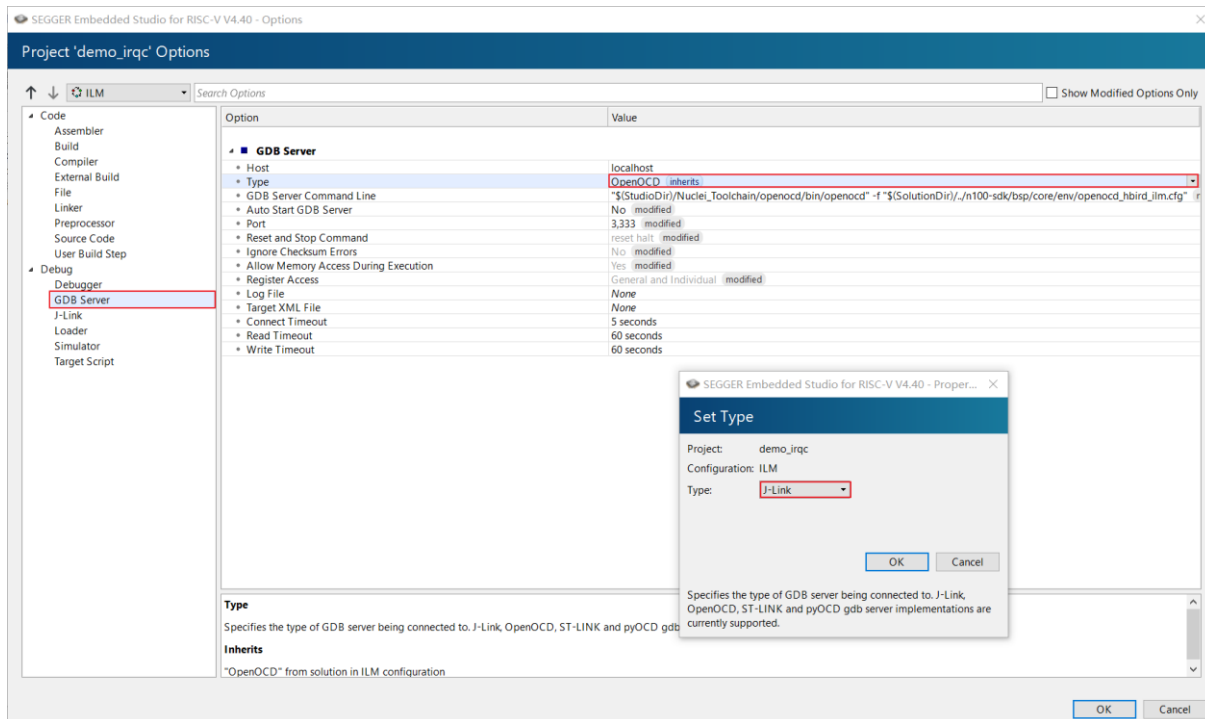 SEGGER Embedded Studio for RISC-V V4.40 - Options
Project 'demo_irqc' Options
ILM
Search Options
Show Modified Options Only
Code
Assembler
Build
Compiler
External Build
File
Linker
Preprocessor
Source Code
User Build Step
Debug
Debugger
GDB Server
J-Link
Loader
Simulator
Target Script
Option Value
GDB Server
Host localhost
Type OpenOCD inherits
GDB Server Command Line "$(StudioDir)/Nuclei_Toolchain/openocd/bin/openocd" -f "$(SolutionDir)/../n100-sdk/bsp/core/env/openocd_hbird_ilm.cfg"
Auto Start GDB Server No modified
Port 3,333 modified
Reset and Stop Command reset halt modified
Ignore Checksum Errors No modified
Allow Memory Access During Execution Yes modified
Register Access General and Individual modified
Log File None
Target XML File None
Connect Timeout 5 seconds
Read Timeout 60 seconds
Write Timeout 60 seconds
SEGGER Embedded Studio for RISC-V V4.40 - Proper...
Set Type
Project: demo_irqc
Configuration: ILM
Type: J-Link
OK Cancel
Specifies the type of GDB server being connected to. J-Link,
OpenOCD, ST-LINK and pyOCD gdb server implementations are
currently supported.
Type
Specifies the type of GDB server being connected to. J-Link, OpenOCD, ST-LINK and pyOCD gdb
Inherits
"OpenOCD" from solution in ILM configuration
OK Cancel